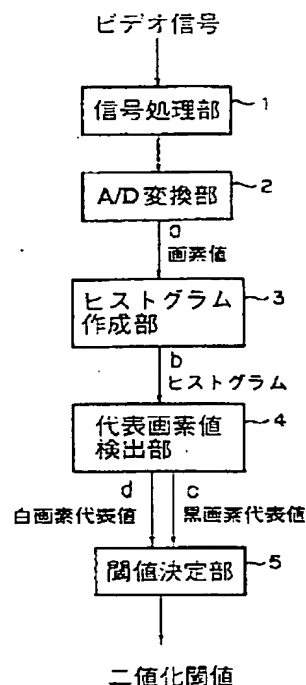 ビデオ信号
信号処理部
1
A/D変換部
2
a
画素値
ヒストグラム
作成部
3
b
ヒストグラム
代表画素値
検出部
4
d
c
白画素代表値
黒画素代表値
閾値決定部
5
二値化閾値